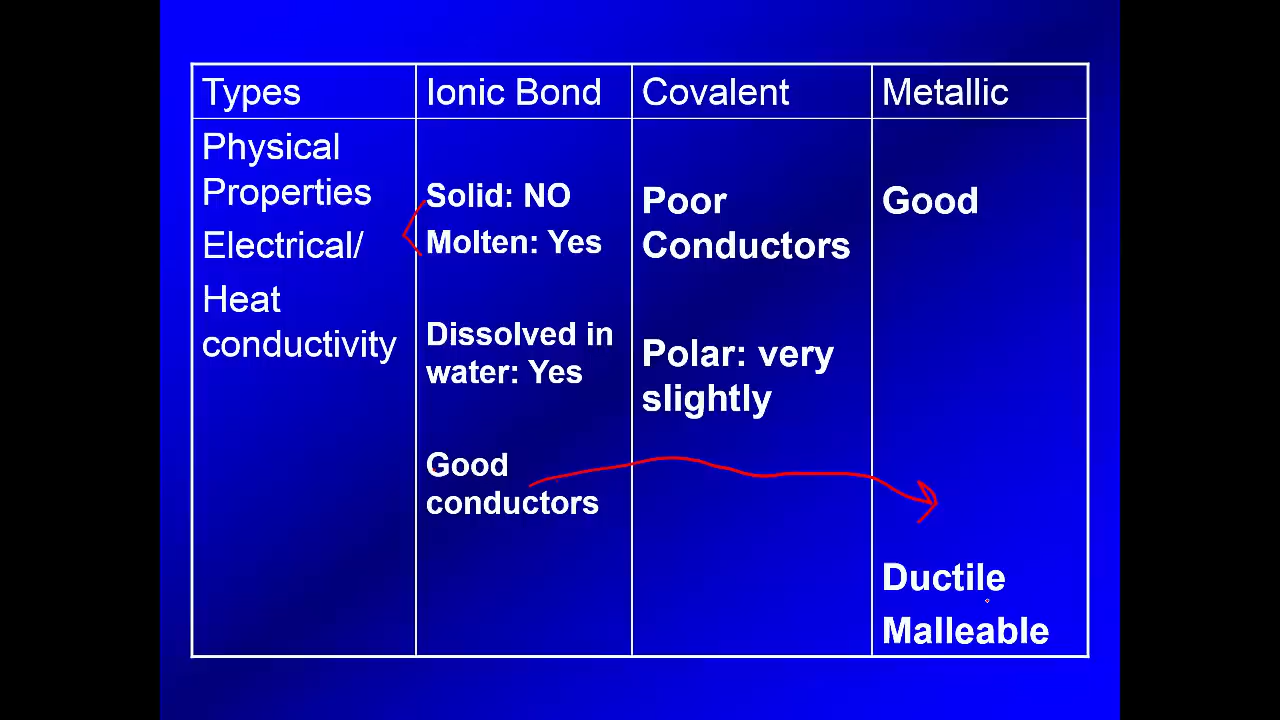 Types
Ionic Bond
Covalent
Metallic
Physical
Properties
Electrical/
Heat
conductivity
Solid: NO
Molten: Yes
Dissolved in
water: Yes
Good
conductors
Poor
Conductors
Polar: very
slightly
Good
Ductile
Malleable